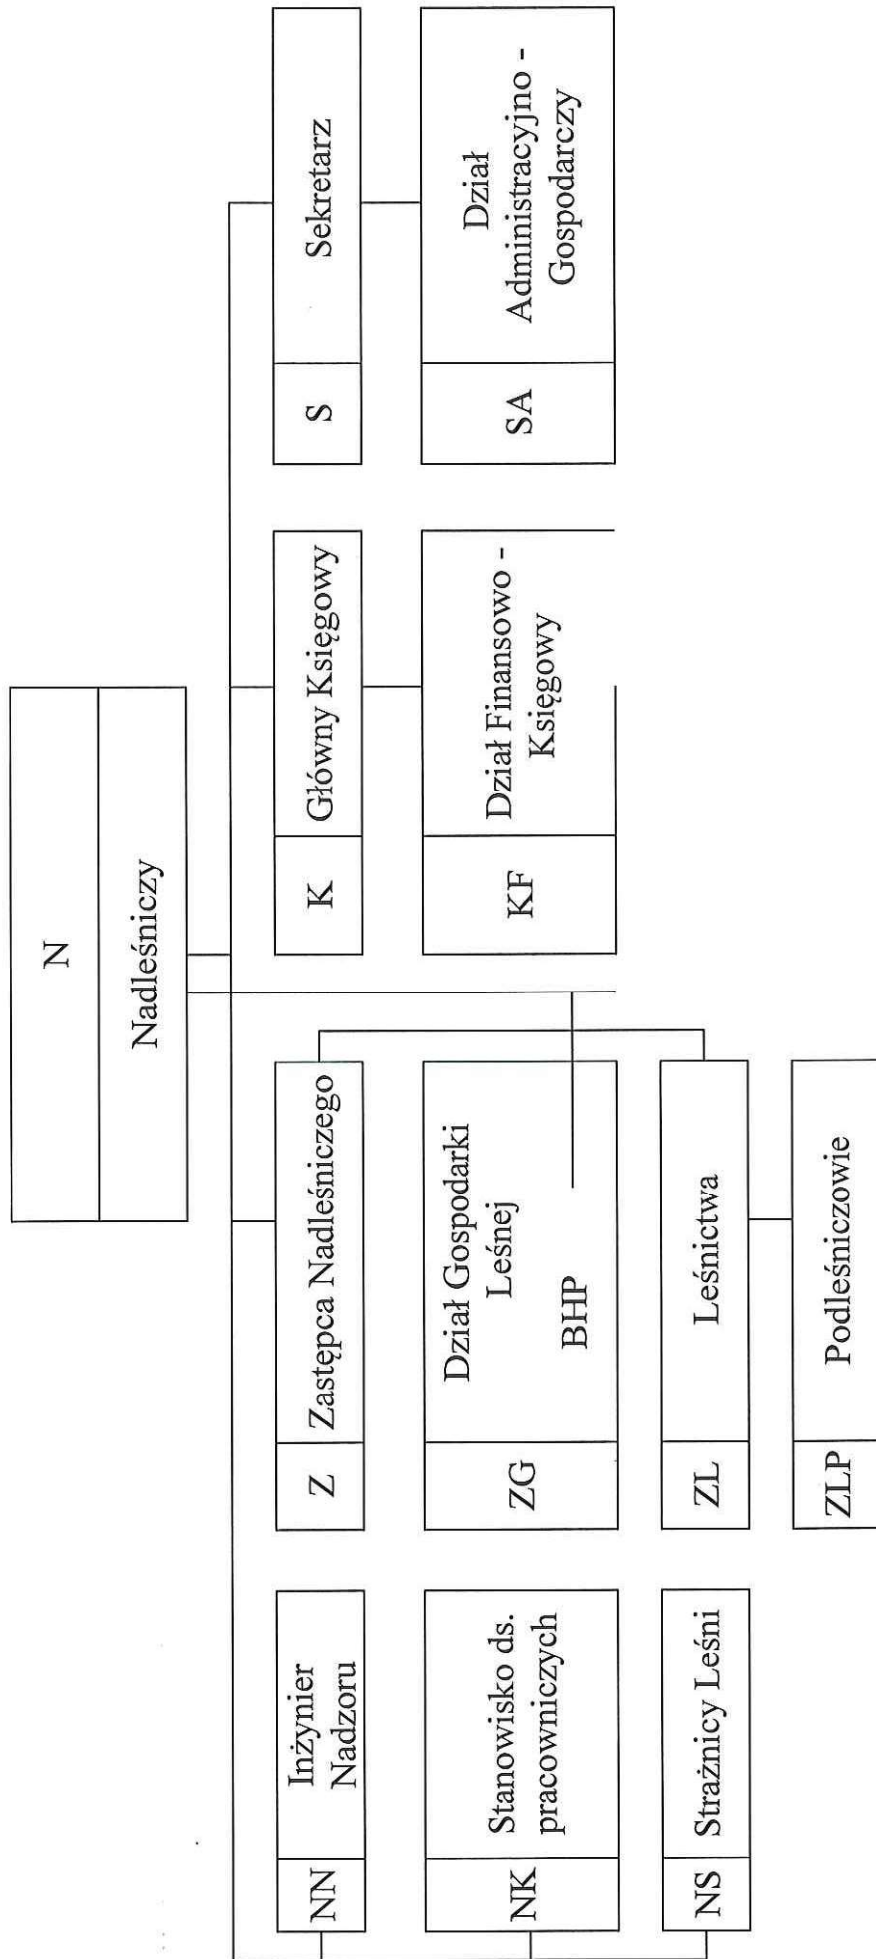 N
Nadleśniczy
NN
Inżynier
Nadzoru
NK
Stanowisko ds.
pracowniczych
NS
Strażnicy Leśni
Z
Zastępca Nadleśniczego
ZG
Dział Gospodarki
Leśnej
BHP
ZL
Leśnictwa
ZLP
Podleśniczowie
K
Główny Księgowy
KF
Dział Finansowo -
Księgowy
S
Sekretarz
SA
Dział
Administracyjno -
Gospodarczy